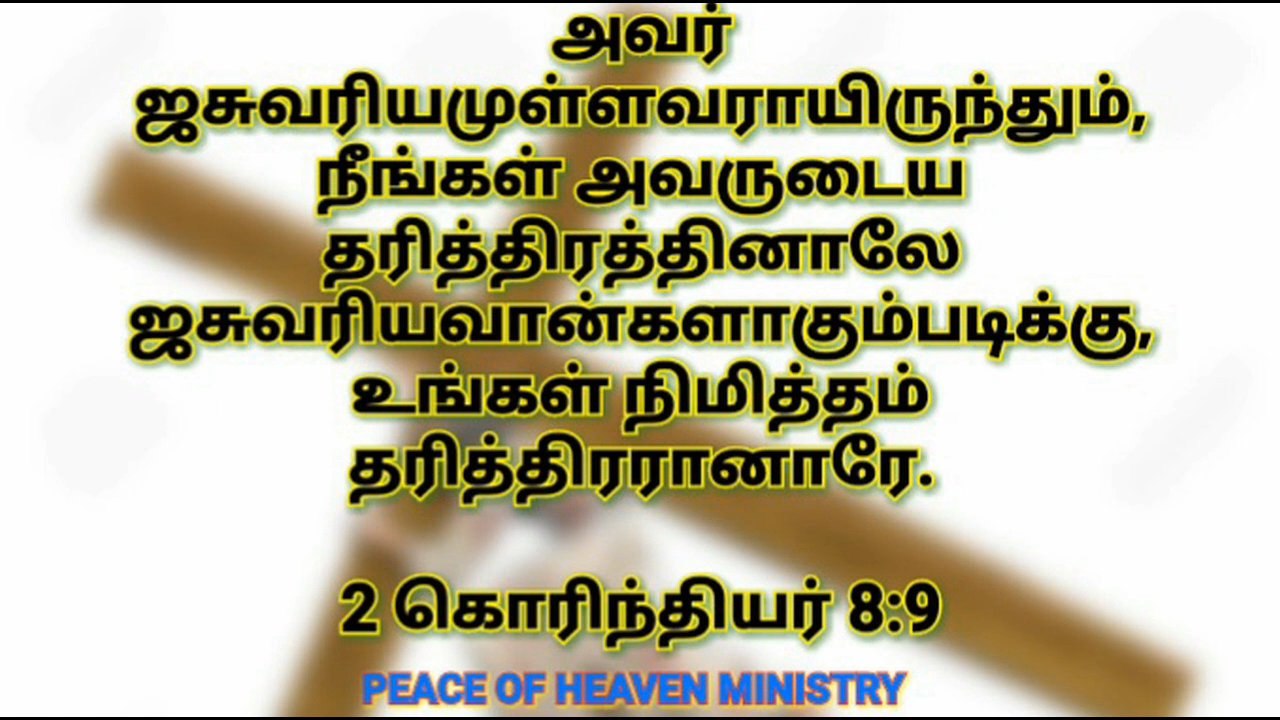 அவர்
ஐசுவரியமுள்ளவராயிருந்தும்,
நீங்கள் அவருடைய
தரித்திரத்தினாலே
ஐசுவரியவான்களாகும்படிக்கு,
உங்கள் நிமித்தம்
தரித்திரரானாரே.
2 கொரிந்தியர் 8:9
PEACE OF HEAVEN MINISTRY